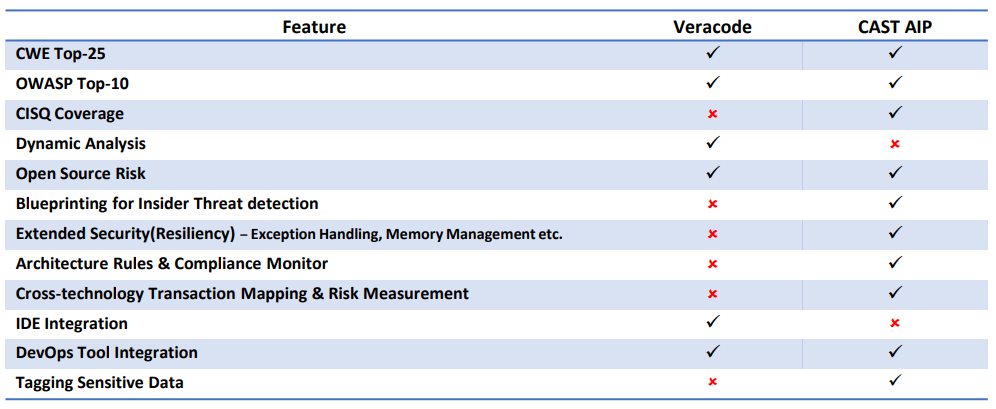 Feature Veracode CAST AIP
CWE Top-25 ✓ ✓
OWASP Top-10 ✓ ✓
CISQ Coverage ✗ ✓
Dynamic Analysis ✓ ✗
Open Source Risk ✓ ✓
Blueprinting for Insider Threat detection ✗ ✓
Extended Security(Resiliency) – Exception Handling, Memory Management etc. ✗ ✓
Architecture Rules & Compliance Monitor ✗ ✓
Cross-technology Transaction Mapping & Risk Measurement ✗ ✓
IDE Integration ✓ ✗
DevOps Tool Integration ✓ ✓
Tagging Sensitive Data ✗ ✓